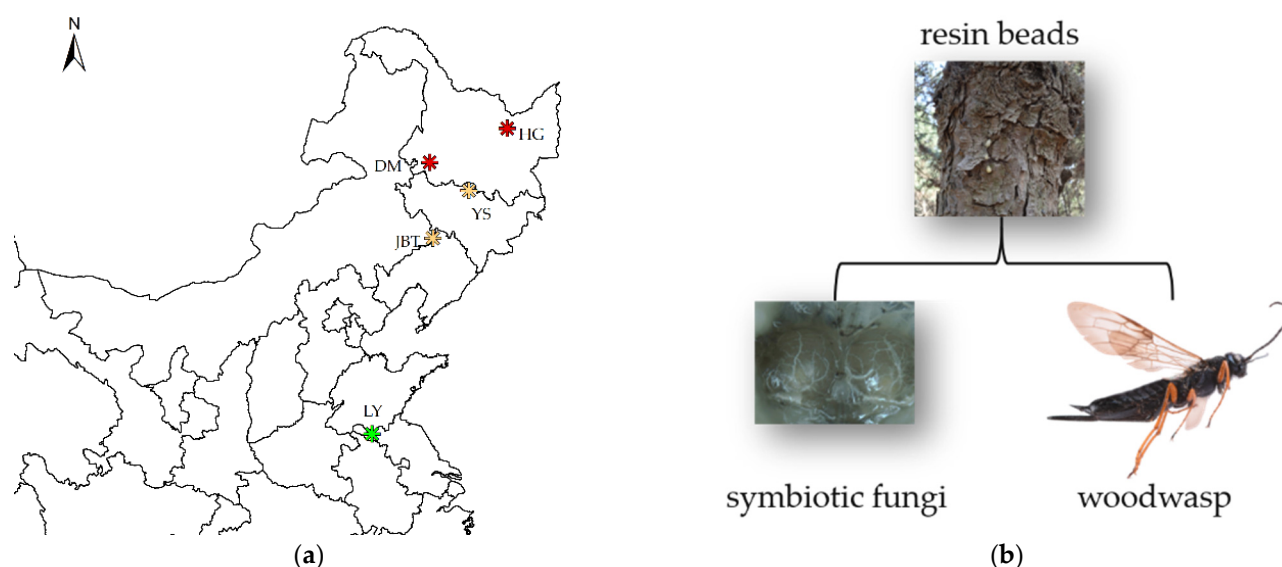 N
HG
DM
YS
JBT
LY
(a)
resin beads
symbiotic fungi
woodwasp
(b)